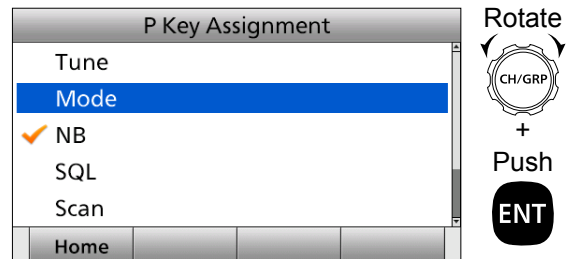 P Key Assignment
Tune
Mode
NB
SQL
Scan
Home
Rotate
CH/GRP
+
Push
ENT